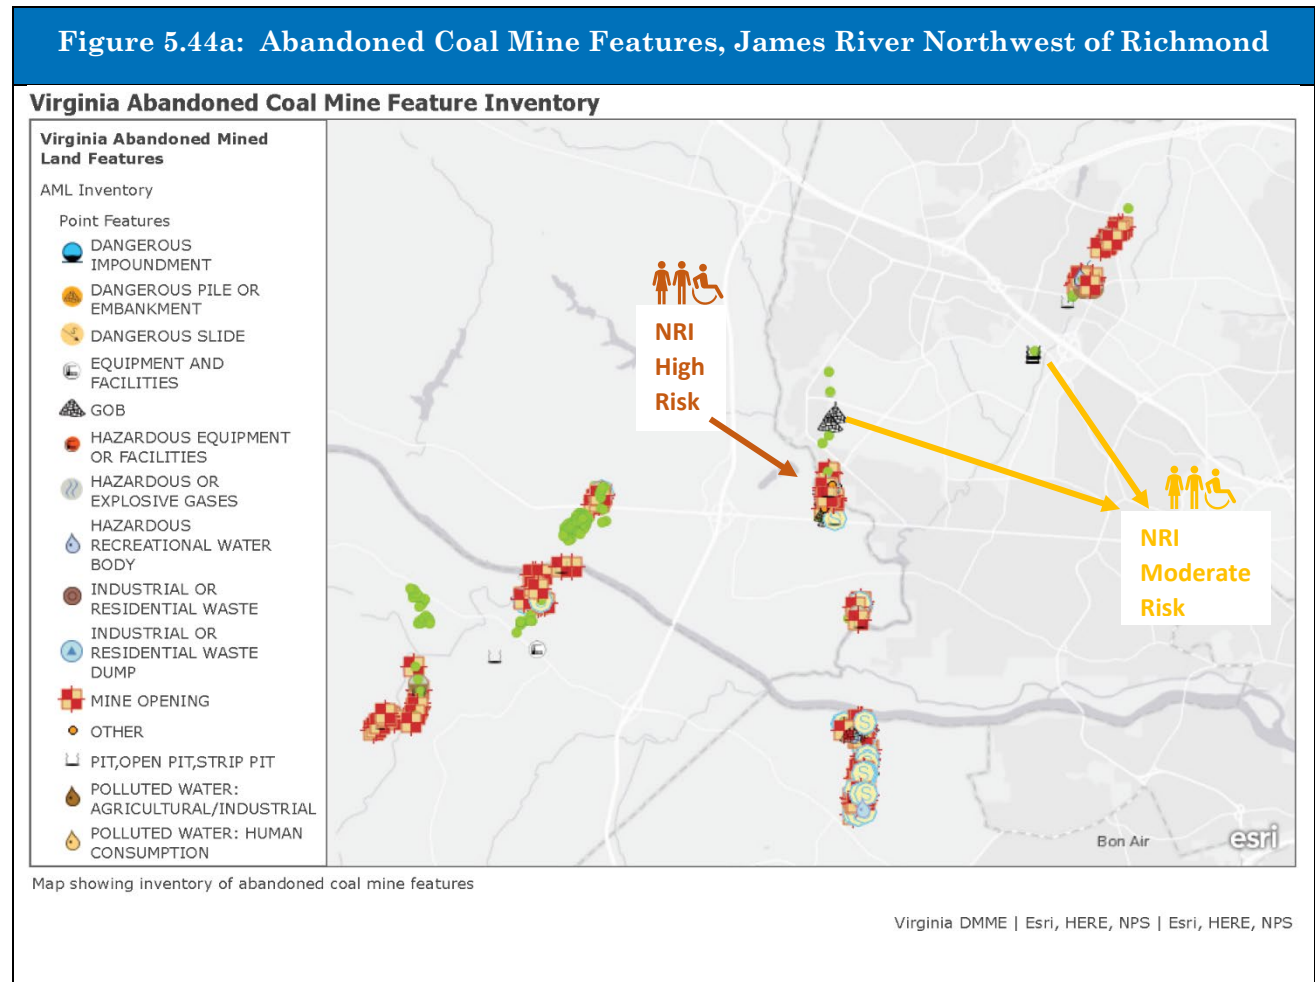 Figure 5.44a: Abandoned Coal Mine Features, James River Northwest of Richmond
Virginia Abandoned Coal Mine Feature Inventory
Virginia Abandoned Mined
Land Features
AML Inventory
Point Features
DANGEROUS
IMPOUNDMENT
DANGEROUS PILE OR
EMBANKMENT
DANGEROUS SLIDE
EQUIPMENT AND
FACILITIES
GOB
HAZARDOUS EQUIPMENT
OR FACILITIES
HAZARDOUS OR
EXPLOSIVE GASES
HAZARDOUS
RECREATIONAL WATER
BODY
INDUSTRIAL OR
RESIDENTIAL WASTE
INDUSTRIAL OR
RESIDENTIAL WASTE
DUMP
MINE OPENING
OTHER
PIT,OPEN PIT,STRIP PIT
POLLUTED WATER:
AGRICULTURAL/INDUSTRIAL
POLLUTED WATER: HUMAN
CONSUMPTION
NRI
High
Risk
NRI
Moderate
Risk
S
S
S
S
Bon Air
esri
Map showing inventory of abandoned coal mine features
Virginia DMME | Esri, HERE, NPS | Esri, HERE, NPS